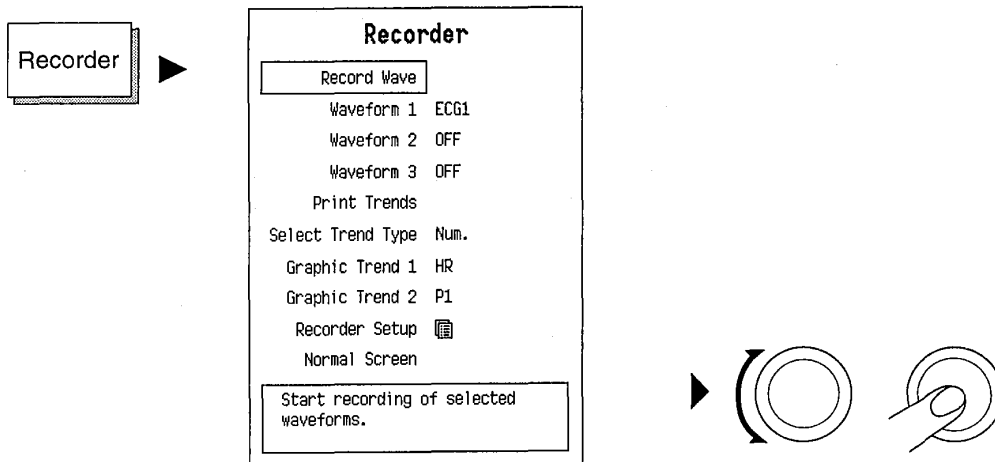 Recorder
Recorder
Record Wave
Waveform 1 ECG1
Waveform 2 OFF
Waveform 3 OFF
Print Trends
Select Trend Type Num.
Graphic Trend 1 HR
Graphic Trend 2 P1
Recorder Setup
Normal Screen
Start recording of selected
waveforms.